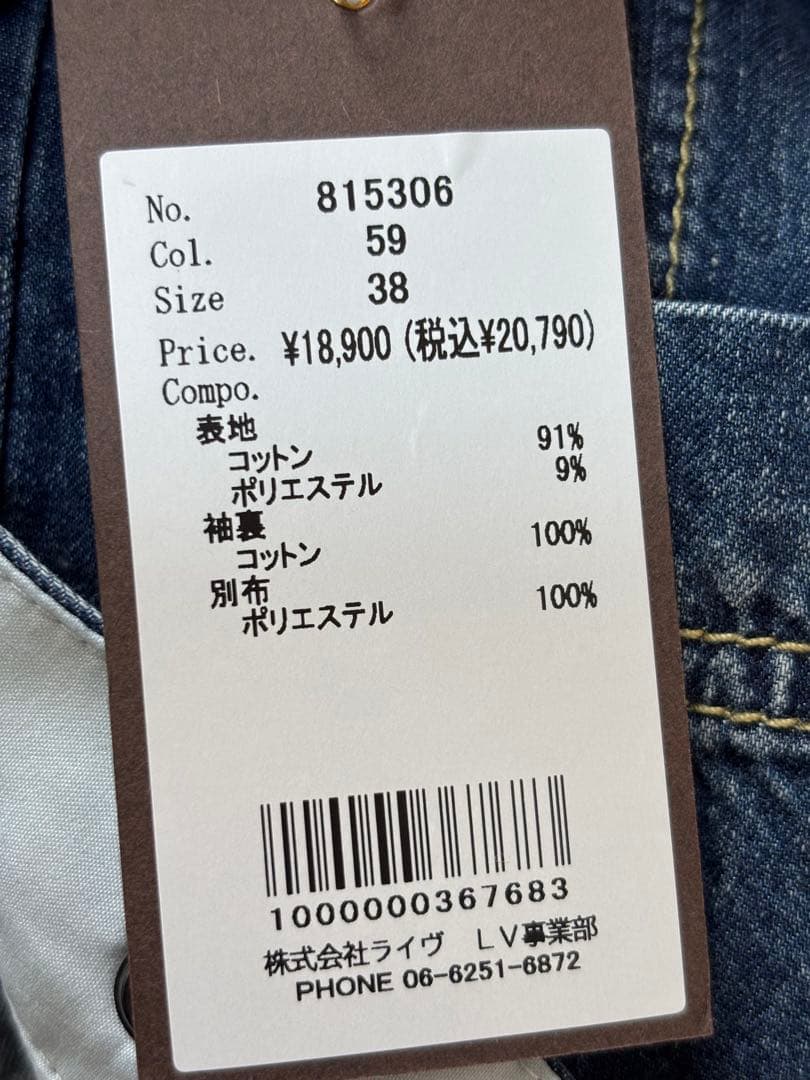 No. 815306
Col. 59
Size 38
Price. ¥18,900 (税込¥20,790)
Compo.
表地
コットン 91%
ポリエステル 9%
袖裏
コットン 100%
別布
ポリエステル 100%
1000000367683
株式会社ライヴ LV事業部
PHONE 06-6251-6872